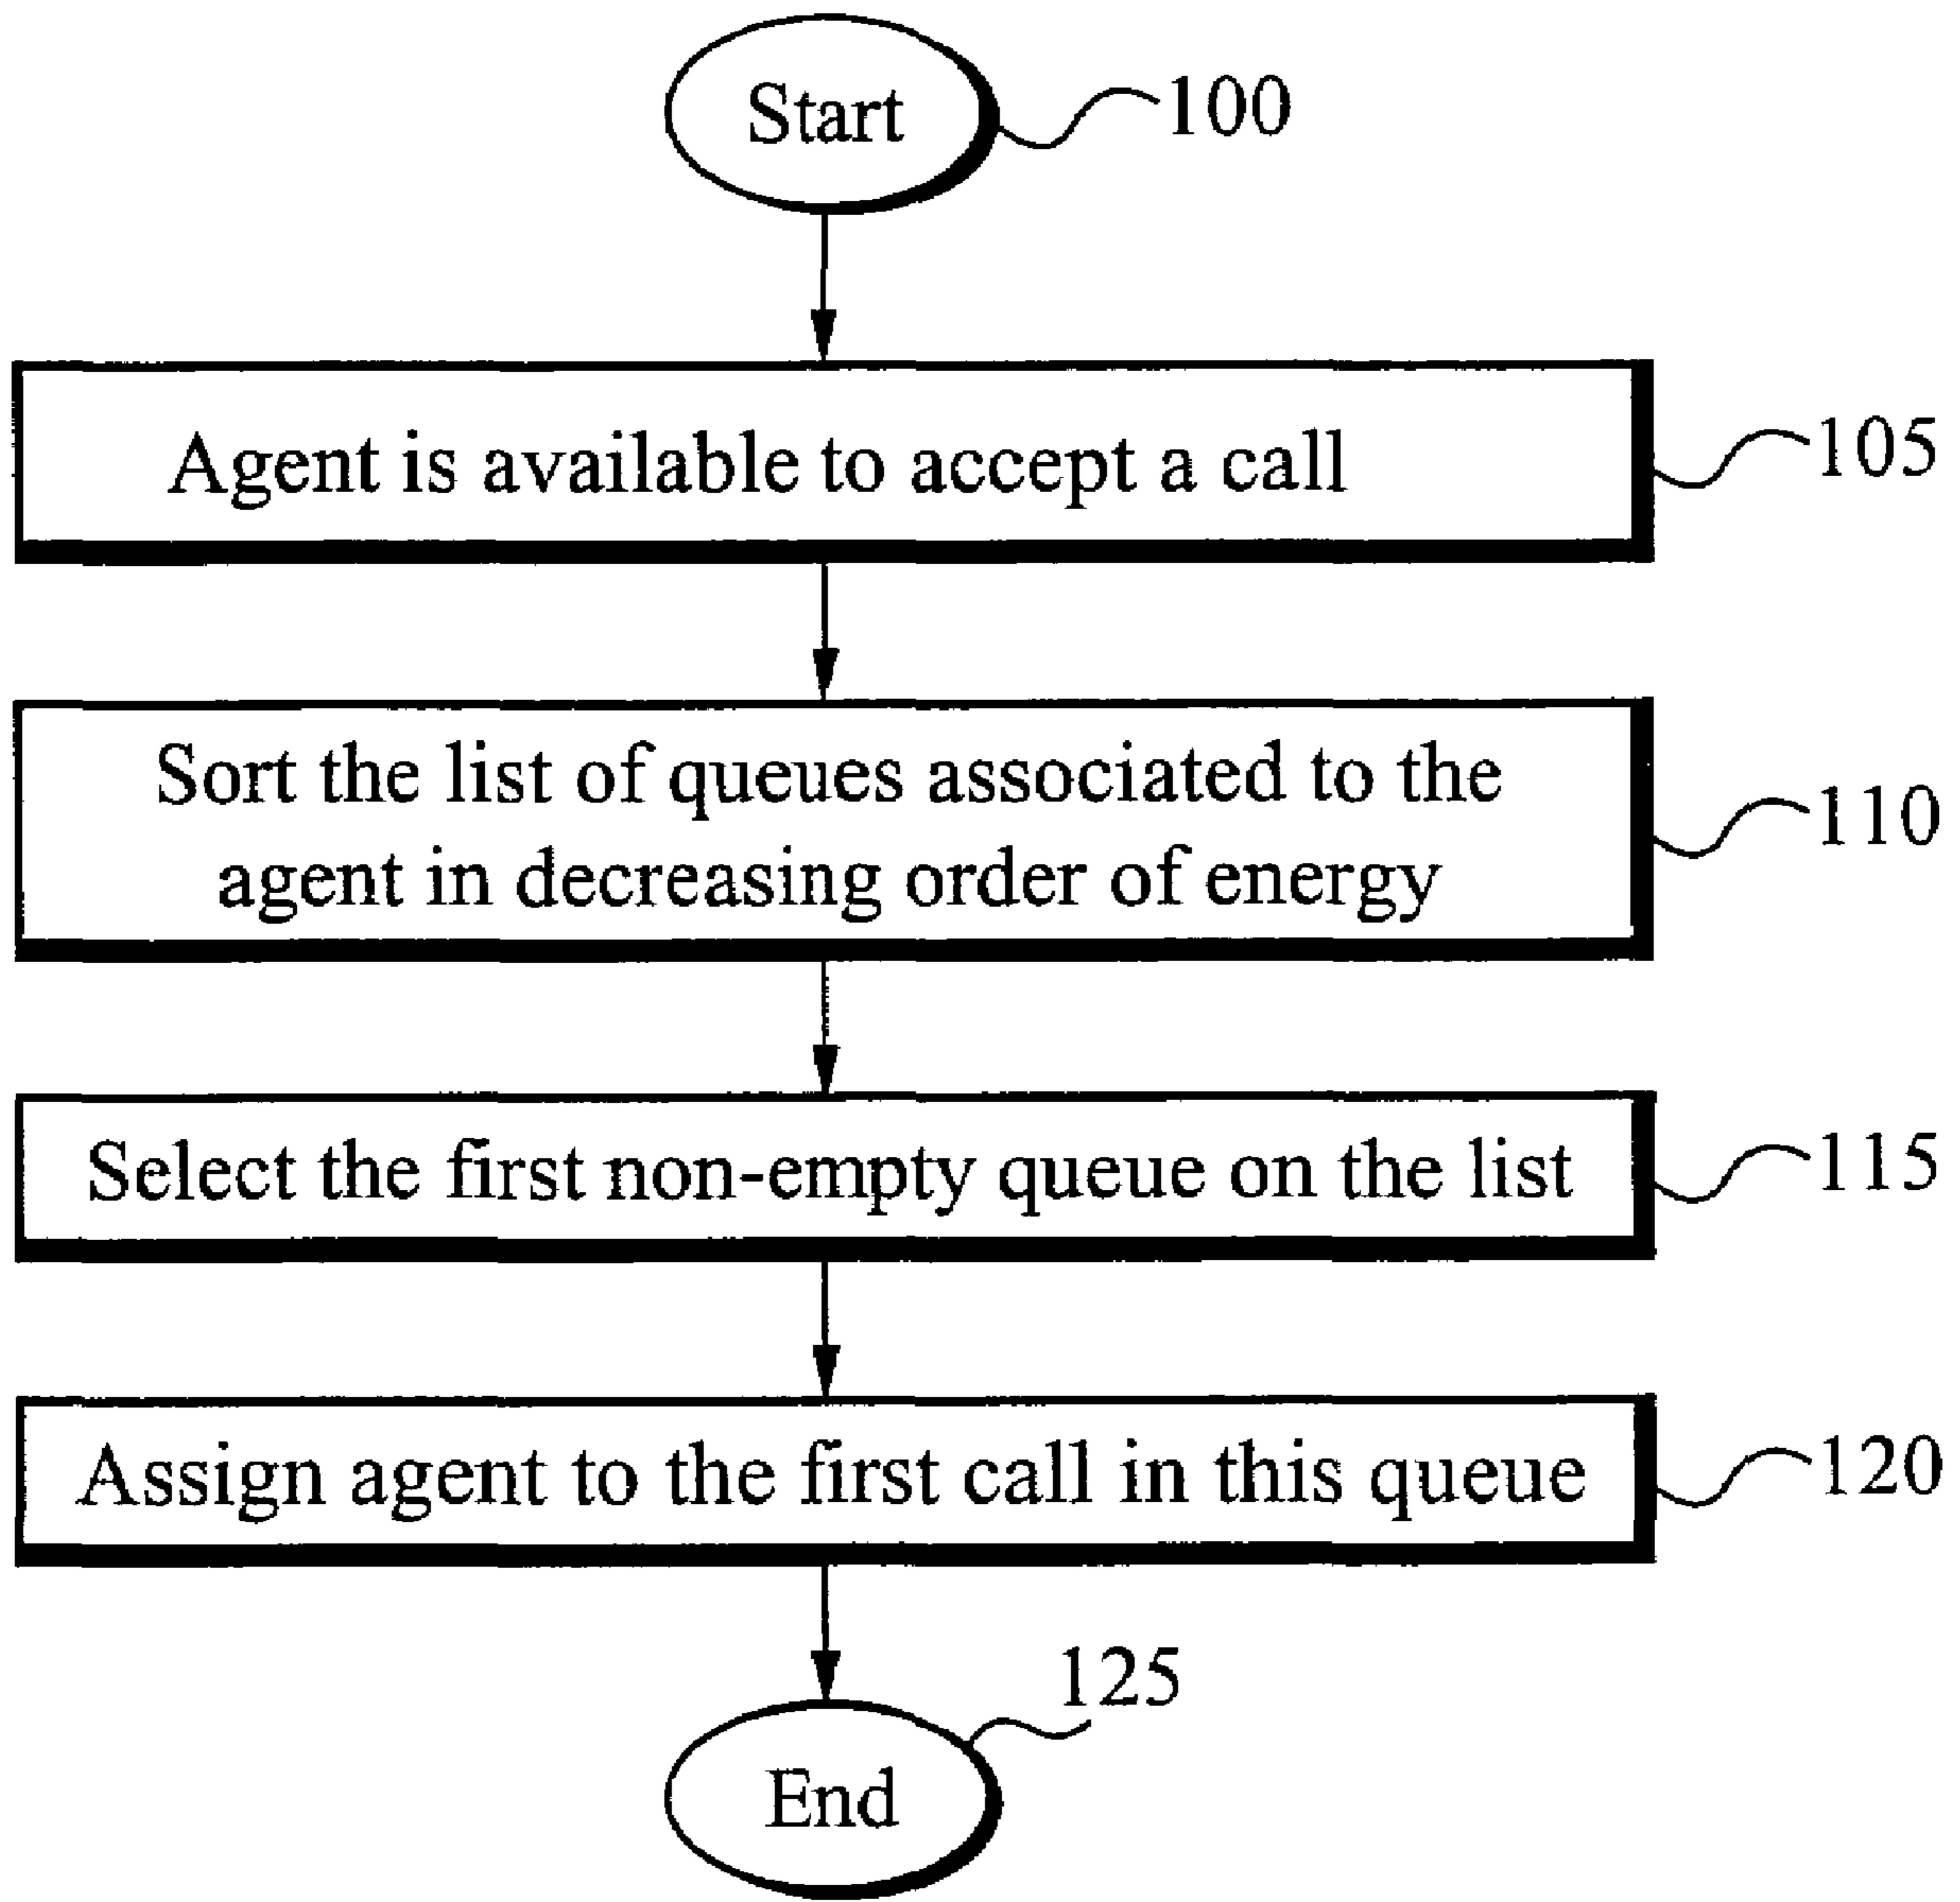 Start
100
Agent is available to accept a call
105
Sort the list of queues associated to the
agent in decreasing order of energy
110
Select the first non-empty queue on the list
115
Assign agent to the first call in this queue
120
125
End